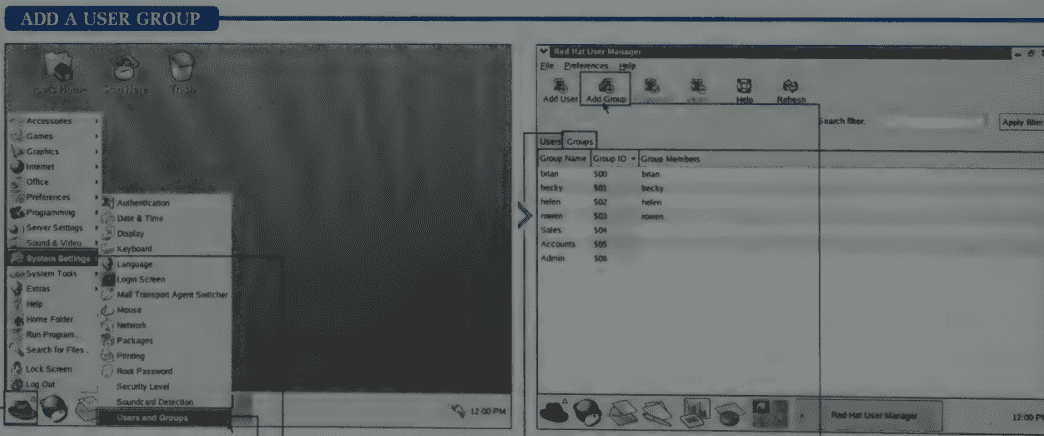 ADD A USER GROUP
root's Home
Start Here
Trash
Accessories
Games
Graphics
Internet
Office
Preferences
Programming
Server Settings
Sound & Video
System Settings
System Tools
Extras
Help
Home Folder
Run Program...
Search for Files...
Lock Screen
Log Out
Authentication
Date & Time
Display
Keyboard
Language
Login Screen
Mail Transport Agent Switcher
Mouse
Network
Packages
Printing
Root Password
Security Level
Soundcard Detection
Users and Groups
12:00 PM
Red Hat User Manager
File Preferences Help
Add User Add Group Help Refresh
Search filter: Apply filter
Users Groups
Group Name Group ID Group Members
brian 500 brian
becky 501 becky
helen 502 helen
rowen 503 rowen
Sales 504
Accounts 505
Admin 506
Red Hat User Manager
12:00 PM